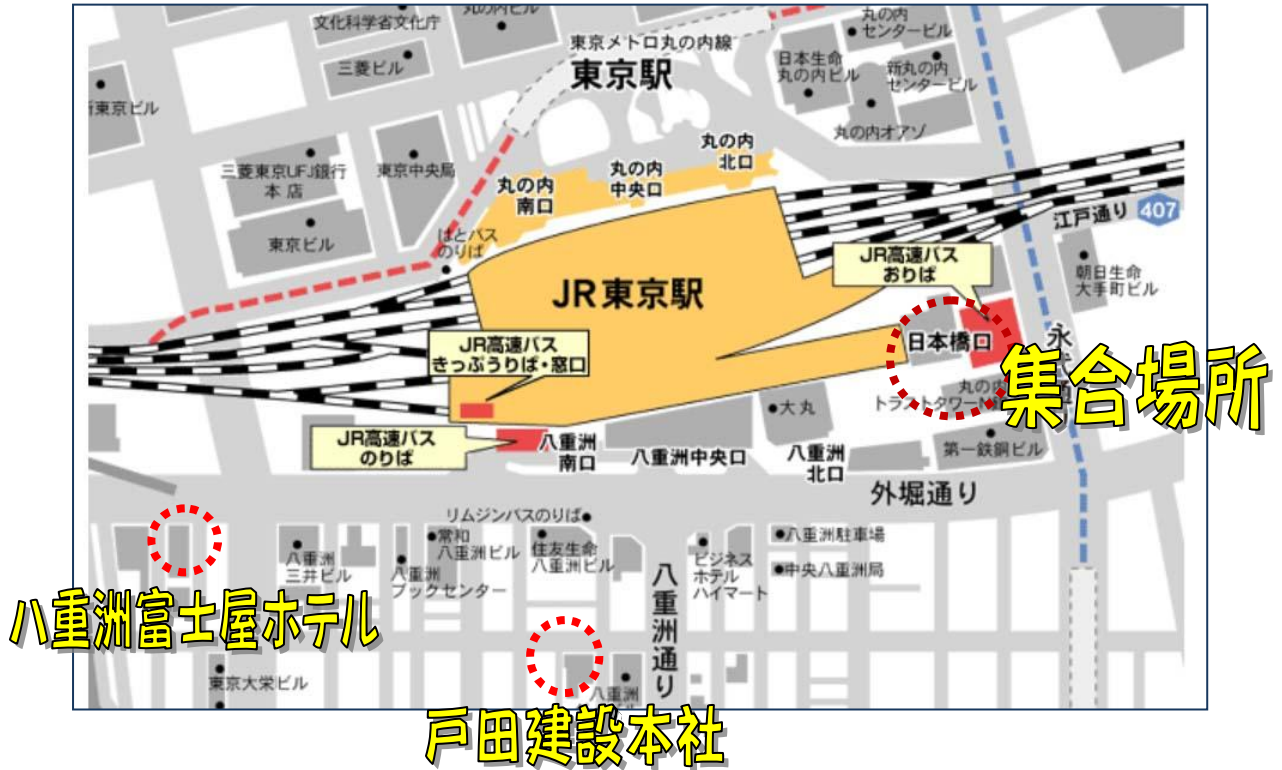 文化科学省文化庁
丸の内ビル
丸の内
センタービル
東京メトロ丸の内線
東京駅
三菱ビル
日本生命
丸の内ビル
新丸の内
センタービル
東京ビル
丸の内オアゾ
三菱東京UFJ銀行
本店
東京中央局
丸の内
北口
丸の内
中央口
丸の内
南口
東京ビル
はとバス
のりば
江戸通り
407
JR高速バス
おりば
朝日生命
大手町ビル
JR東京駅
JR高速バス
きっぷうりば・窓口
日本橋口
集合場所
丸の内
トラストタワー
大丸
JR高速バス
のりば
八重洲
南口
八重洲中央口
八重洲
北口
第一鉄鋼ビル
外堀通り
リムジンバスのりば
常和
八重洲ビル
住友生命
八重洲ビル
八重洲駐車場
八重洲
三井ビル
八重洲
ブックセンター
ビジネス
ホテル
ハイマート
中央八重洲局
八重洲通り
八重洲富士屋ホテル
東京大栄ビル
八重洲
戸田建設本社